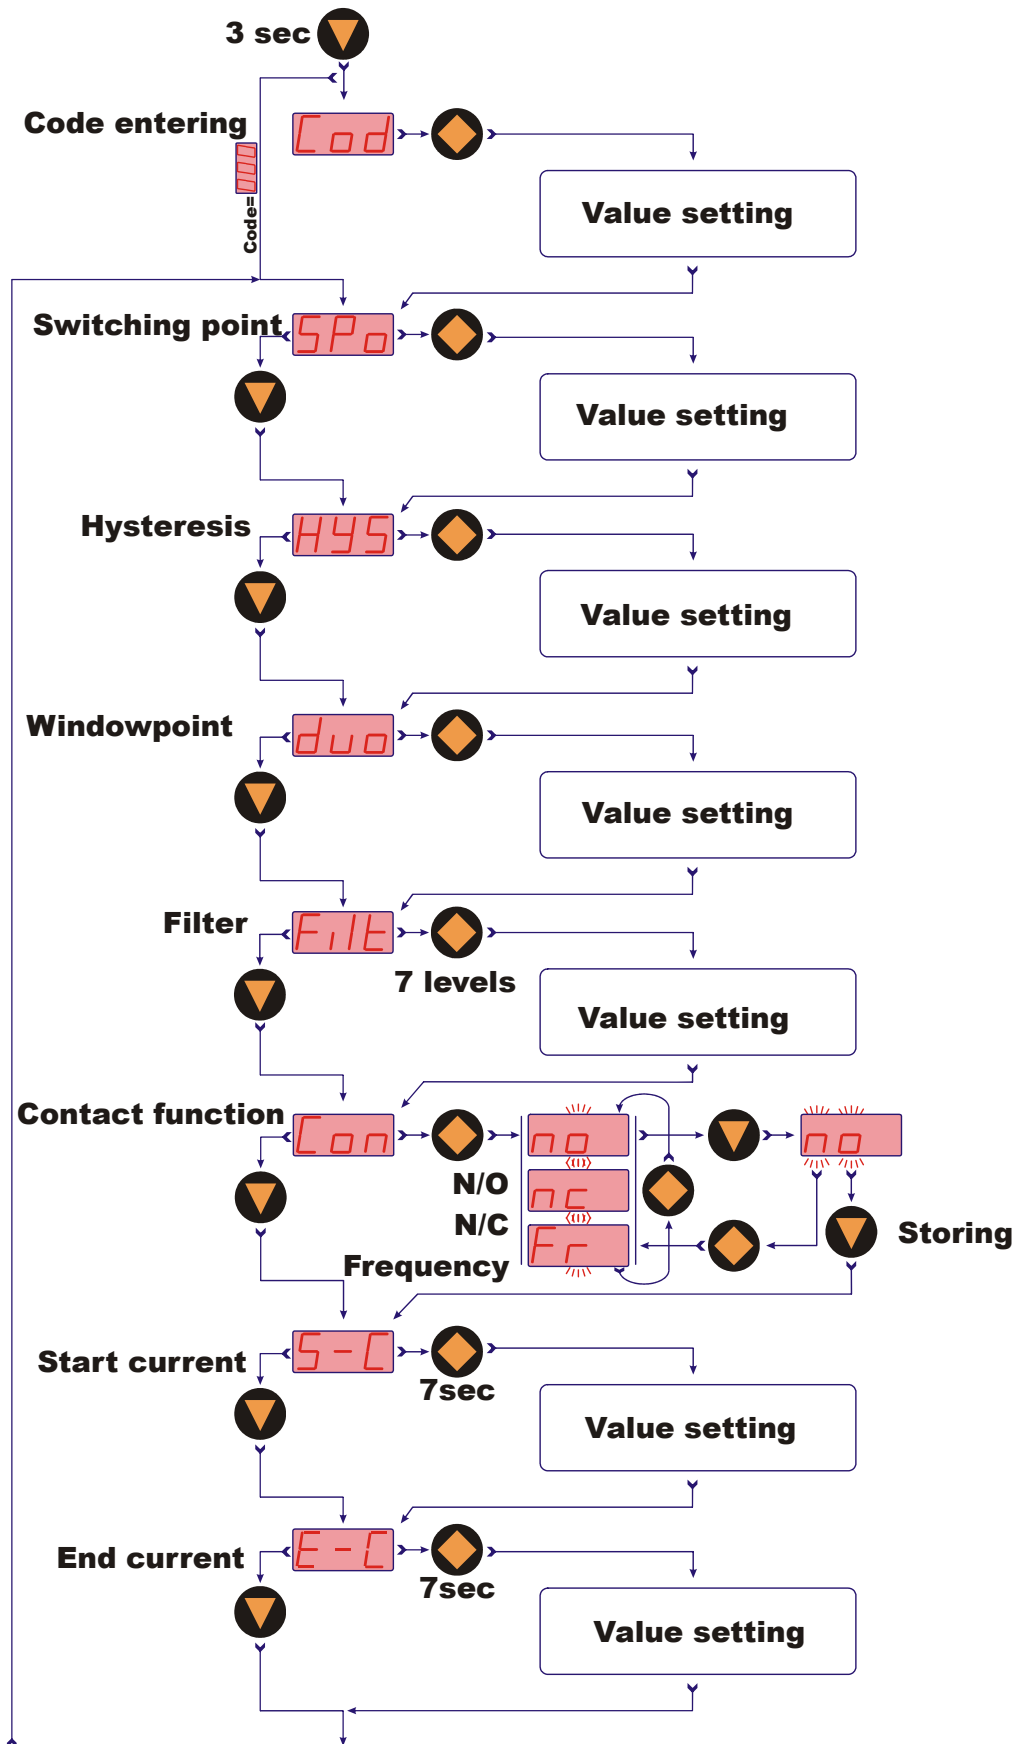 3 sec
Code entering
Cod
Code=
Value setting
Switching point
SPo
Value setting
Hysteresis
HYS
Value setting
Windowpoint
duo
Value setting
Filter
Filt
7 levels
Value setting
Contact function
Con
no
no
N/O
nc
N/C
Fr
Storing
Frequency
S-C
Start current
7sec
Value setting
E-C
End current
7sec
Value setting